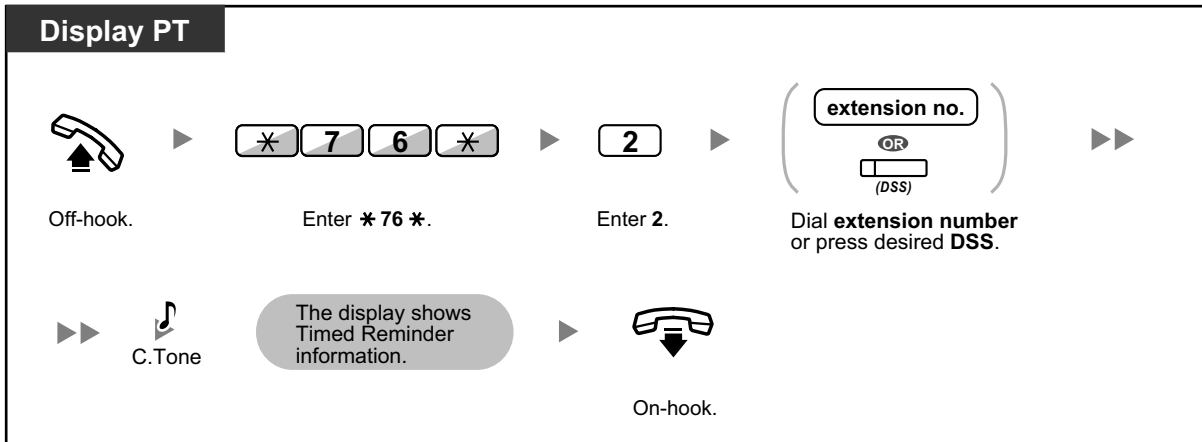 Display PT
* 7 6 *
2
extension no.
OR
(DSS)
Off-hook.
Enter * 76 *.
Enter 2.
Dial extension number
or press desired DSS.
C.Tone
The display shows
Timed Reminder
information.
On-hook.